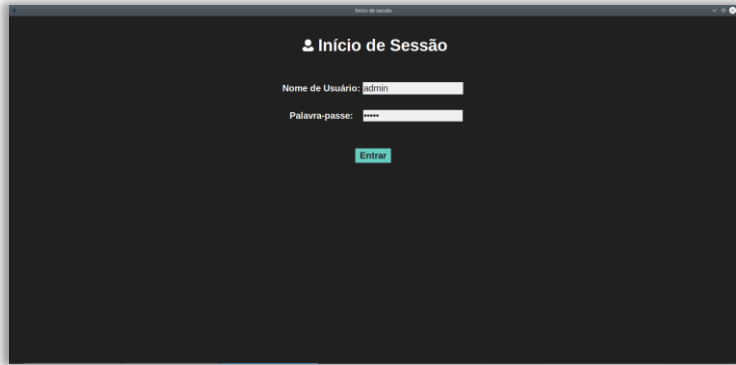 Início de sessão
Início de Sessão
Nome de Usuário: admin
Palavra-passe: •••••
Entrar